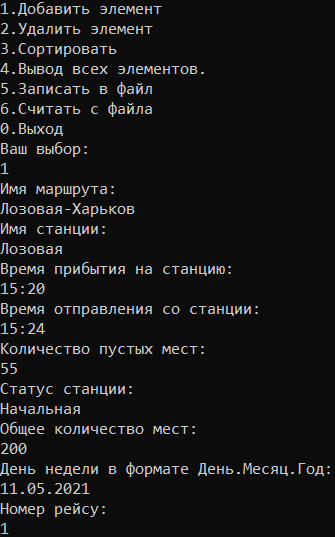 1.Добавить элемент
2.Удалить элемент
3.Сортировать
4.Вывод всех элементов.
5.Записать в файл
6.Считать с файла
0.Выход
Ваш выбор:
1
Имя маршрута:
Лозовая-Харьков
Имя станции:
Лозовая
Время прибытия на станцию:
15:20
Время отправления со станции:
15:24
Количество пустых мест:
55
Статус станции:
Начальная
Общее количество мест:
200
День недели в формате День.Месяц.Год:
11.05.2021
Номер рейсу:
1